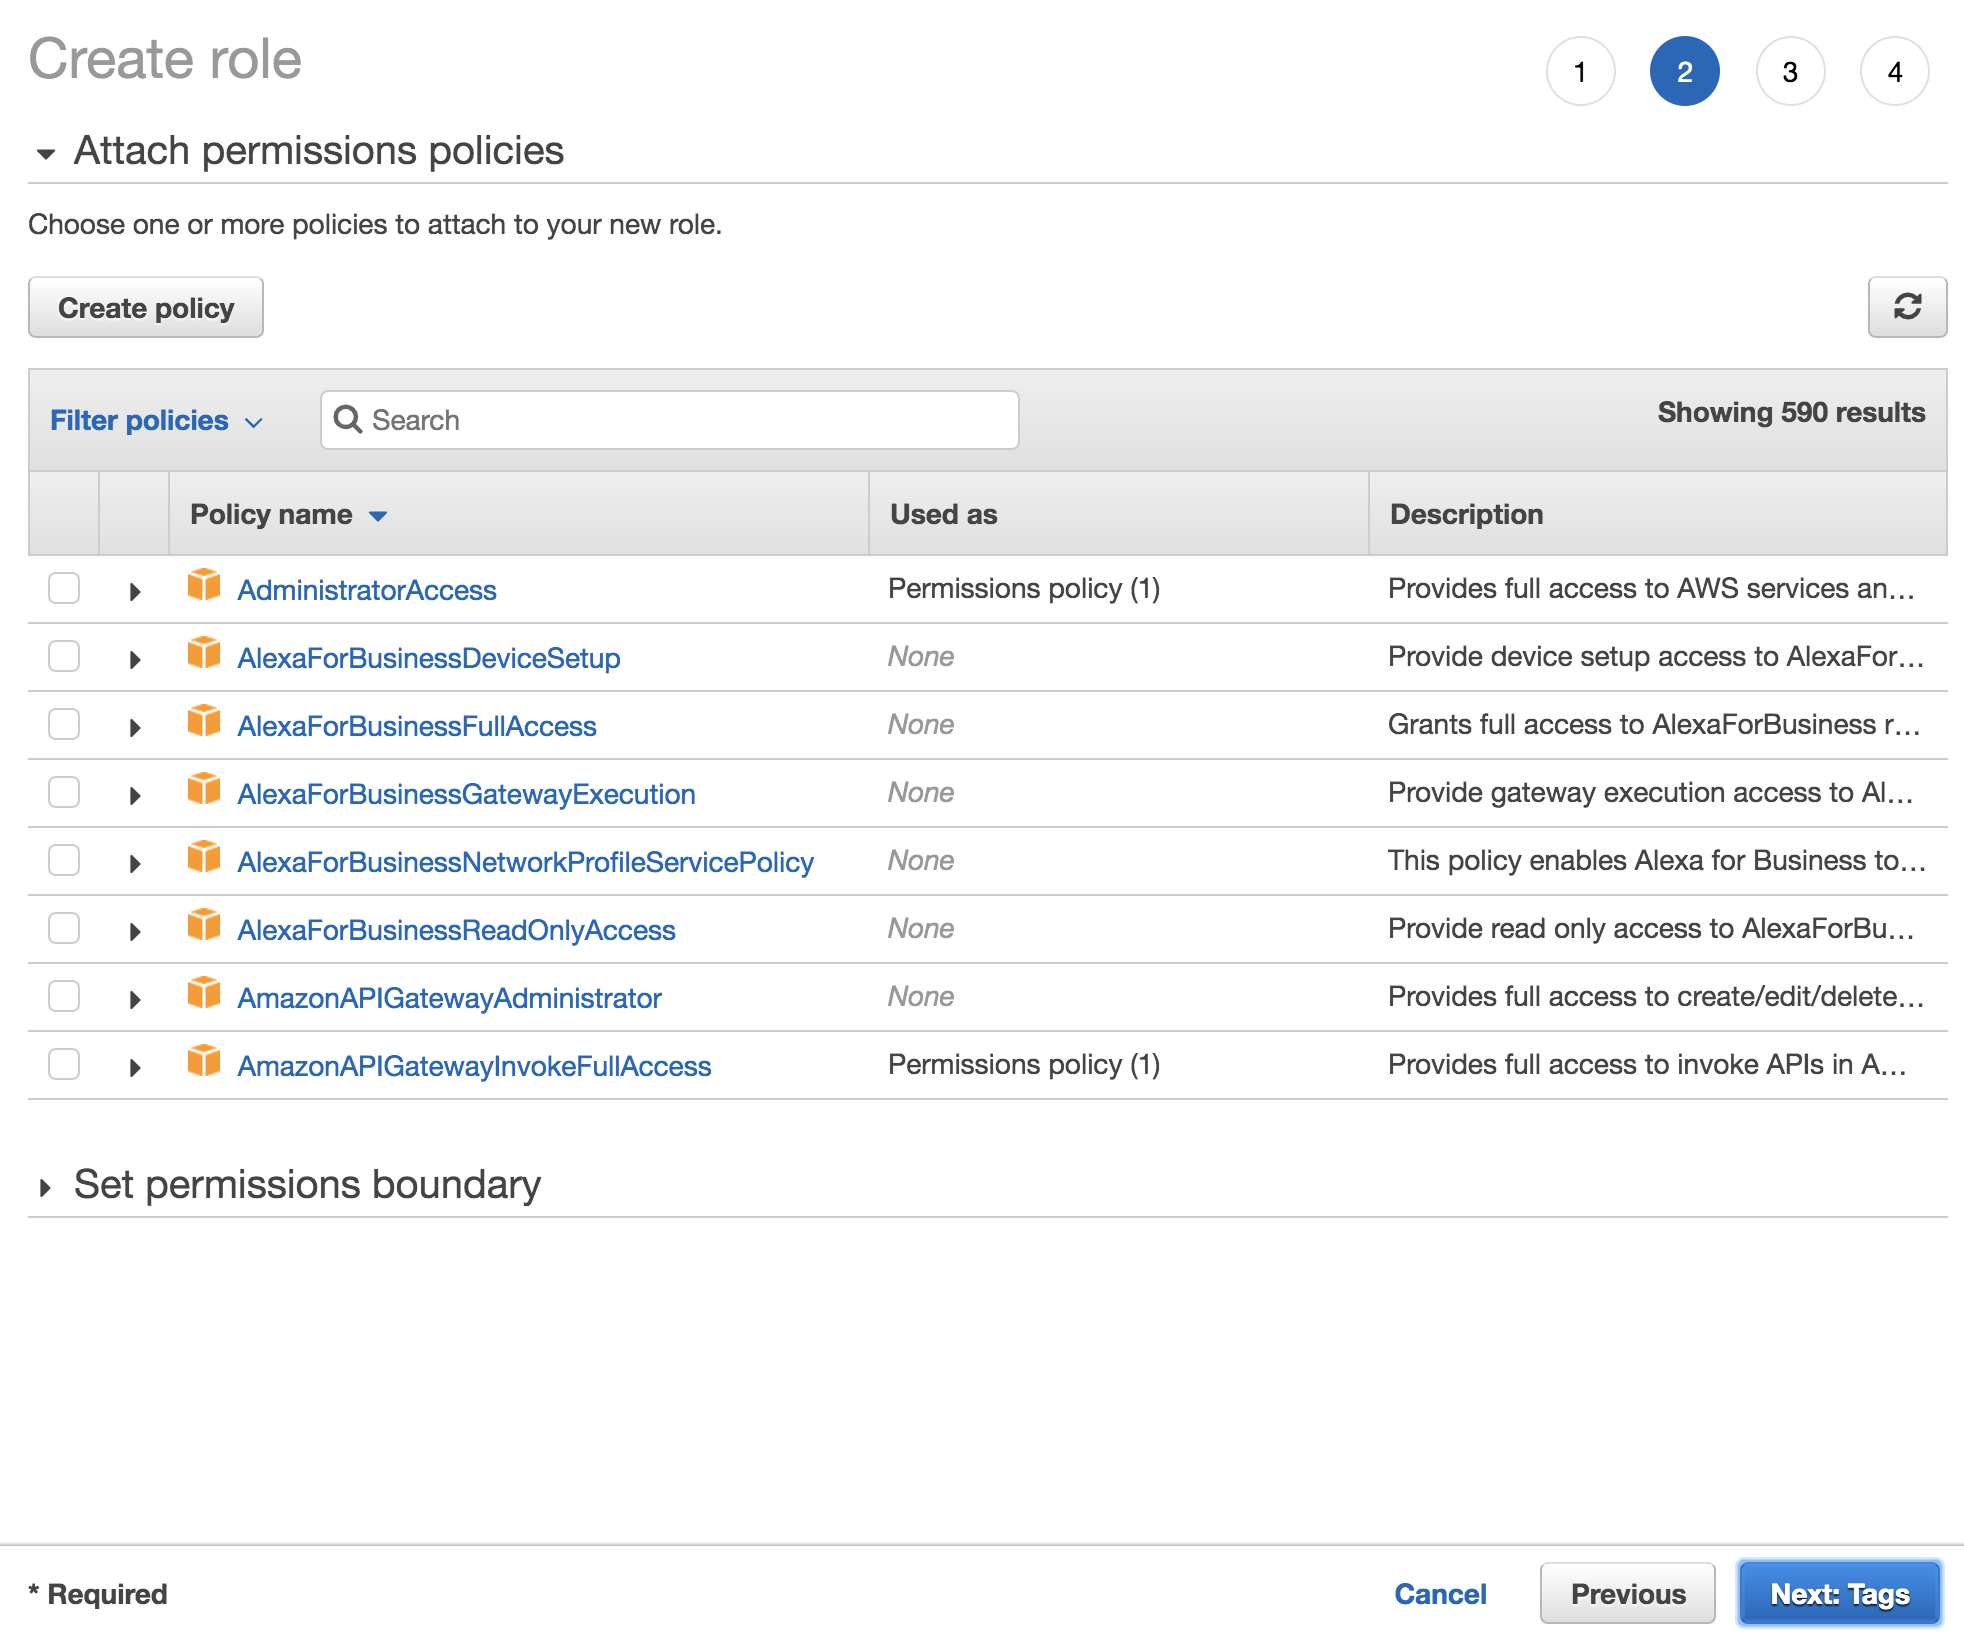 Create role
1 2 3 4
Attach permissions policies
Choose one or more policies to attach to your new role.
Create policy
Filter policies Search Showing 590 results
Policy name Used as Description
AdministratorAccess Permissions policy (1) Provides full access to AWS services an...
AlexaForBusinessDeviceSetup None Provide device setup access to AlexaFor...
AlexaForBusinessFullAccess None Grants full access to AlexaForBusiness r...
AlexaForBusinessGatewayExecution None Provide gateway execution access to Al...
AlexaForBusinessNetworkProfileServicePolicy None This policy enables Alexa for Business to...
AlexaForBusinessReadOnlyAccess None Provide read only access to AlexaForBu...
AmazonAPIGatewayAdministrator None Provides full access to create/edit/delete...
AmazonAPIGatewayInvokeFullAccess Permissions policy (1) Provides full access to invoke APIs in A...
Set permissions boundary
* Required Cancel Previous Next: Tags